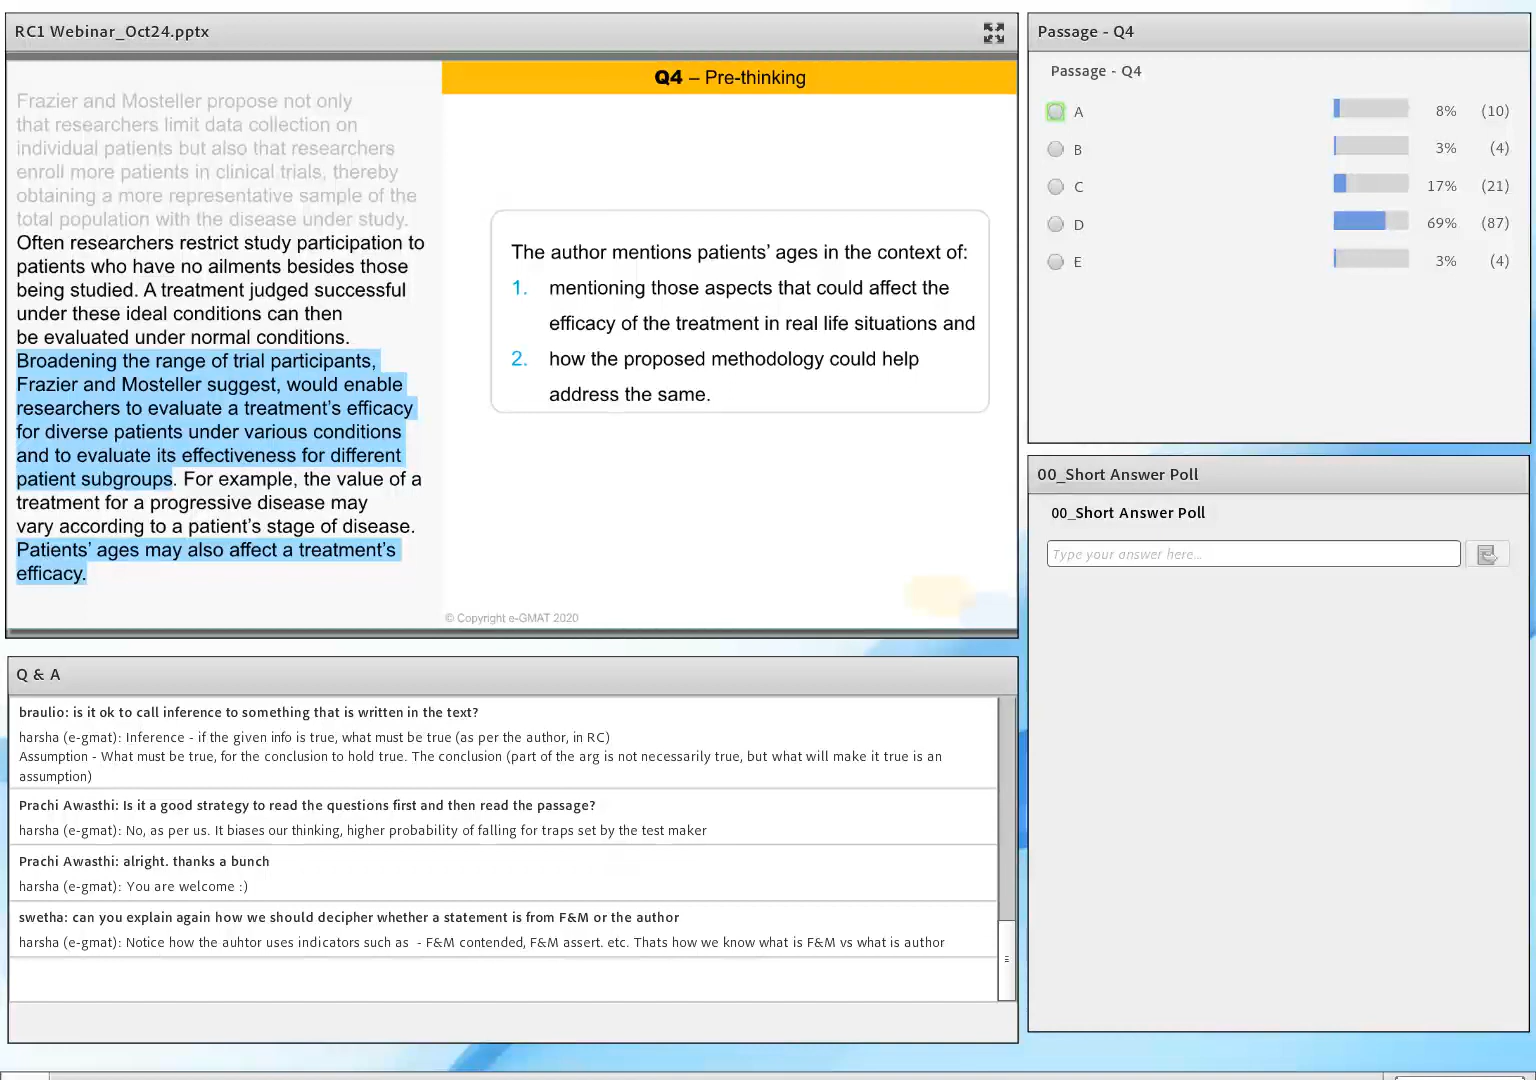 RC1 Webinar_Oct24.pptx
Frazier and Mosteller propose not only
that researchers limit data collection on
individual patients but also that researchers
enroll more patients in clinical trials, thereby
obtaining a more representative sample of the
total population with the disease under study.
Often researchers restrict study participation to
patients who have no ailments besides those
being studied. A treatment judged successful
under these ideal conditions can then
be evaluated under normal conditions.
Broadening the range of trial participants,
Frazier and Mosteller suggest, would enable
researchers to evaluate a treatment's efficacy
for diverse patients under various conditions
and to evaluate its effectiveness for different
patient subgroups. For example, the value of a
treatment for a progressive disease may
vary according to a patient's stage of disease.
Patients' ages may also affect a treatment's
efficacy.
Q4 – Pre-thinking
The author mentions patients' ages in the context of:
1. mentioning those aspects that could affect the
efficacy of the treatment in real life situations and
2. how the proposed methodology could help
address the same.
© Copyright e-GMAT 2020
Passage - Q4
Passage - Q4
A 8% (10)
B 3% (4)
C 17% (21)
D 69% (87)
E 3% (4)
00_Short Answer Poll
00_Short Answer Poll
Type your answer here...
Q & A
braulio: is it ok to call inference to something that is written in the text?
harsha (e-gmat): Inference - if the given info is true, what must be true (as per the author, in RC)
Assumption - What must be true, for the conclusion to hold true. The conclusion (part of the arg is not necessarily true, but what will make it true is an
assumption)
Prachi Awasthi: Is it a good strategy to read the questions first and then read the passage?
harsha (e-gmat): No, as per us. It biases our thinking, higher probability of falling for traps set by the test maker
Prachi Awasthi: alright. thanks a bunch
harsha (e-gmat): You are welcome :)
swetha: can you explain again how we should decipher whether a statement is from F&M or the author
harsha (e-gmat): Notice how the auhtor uses indicators such as - F&M contended, F&M assert. etc. Thats how we know what is F&M vs what is author